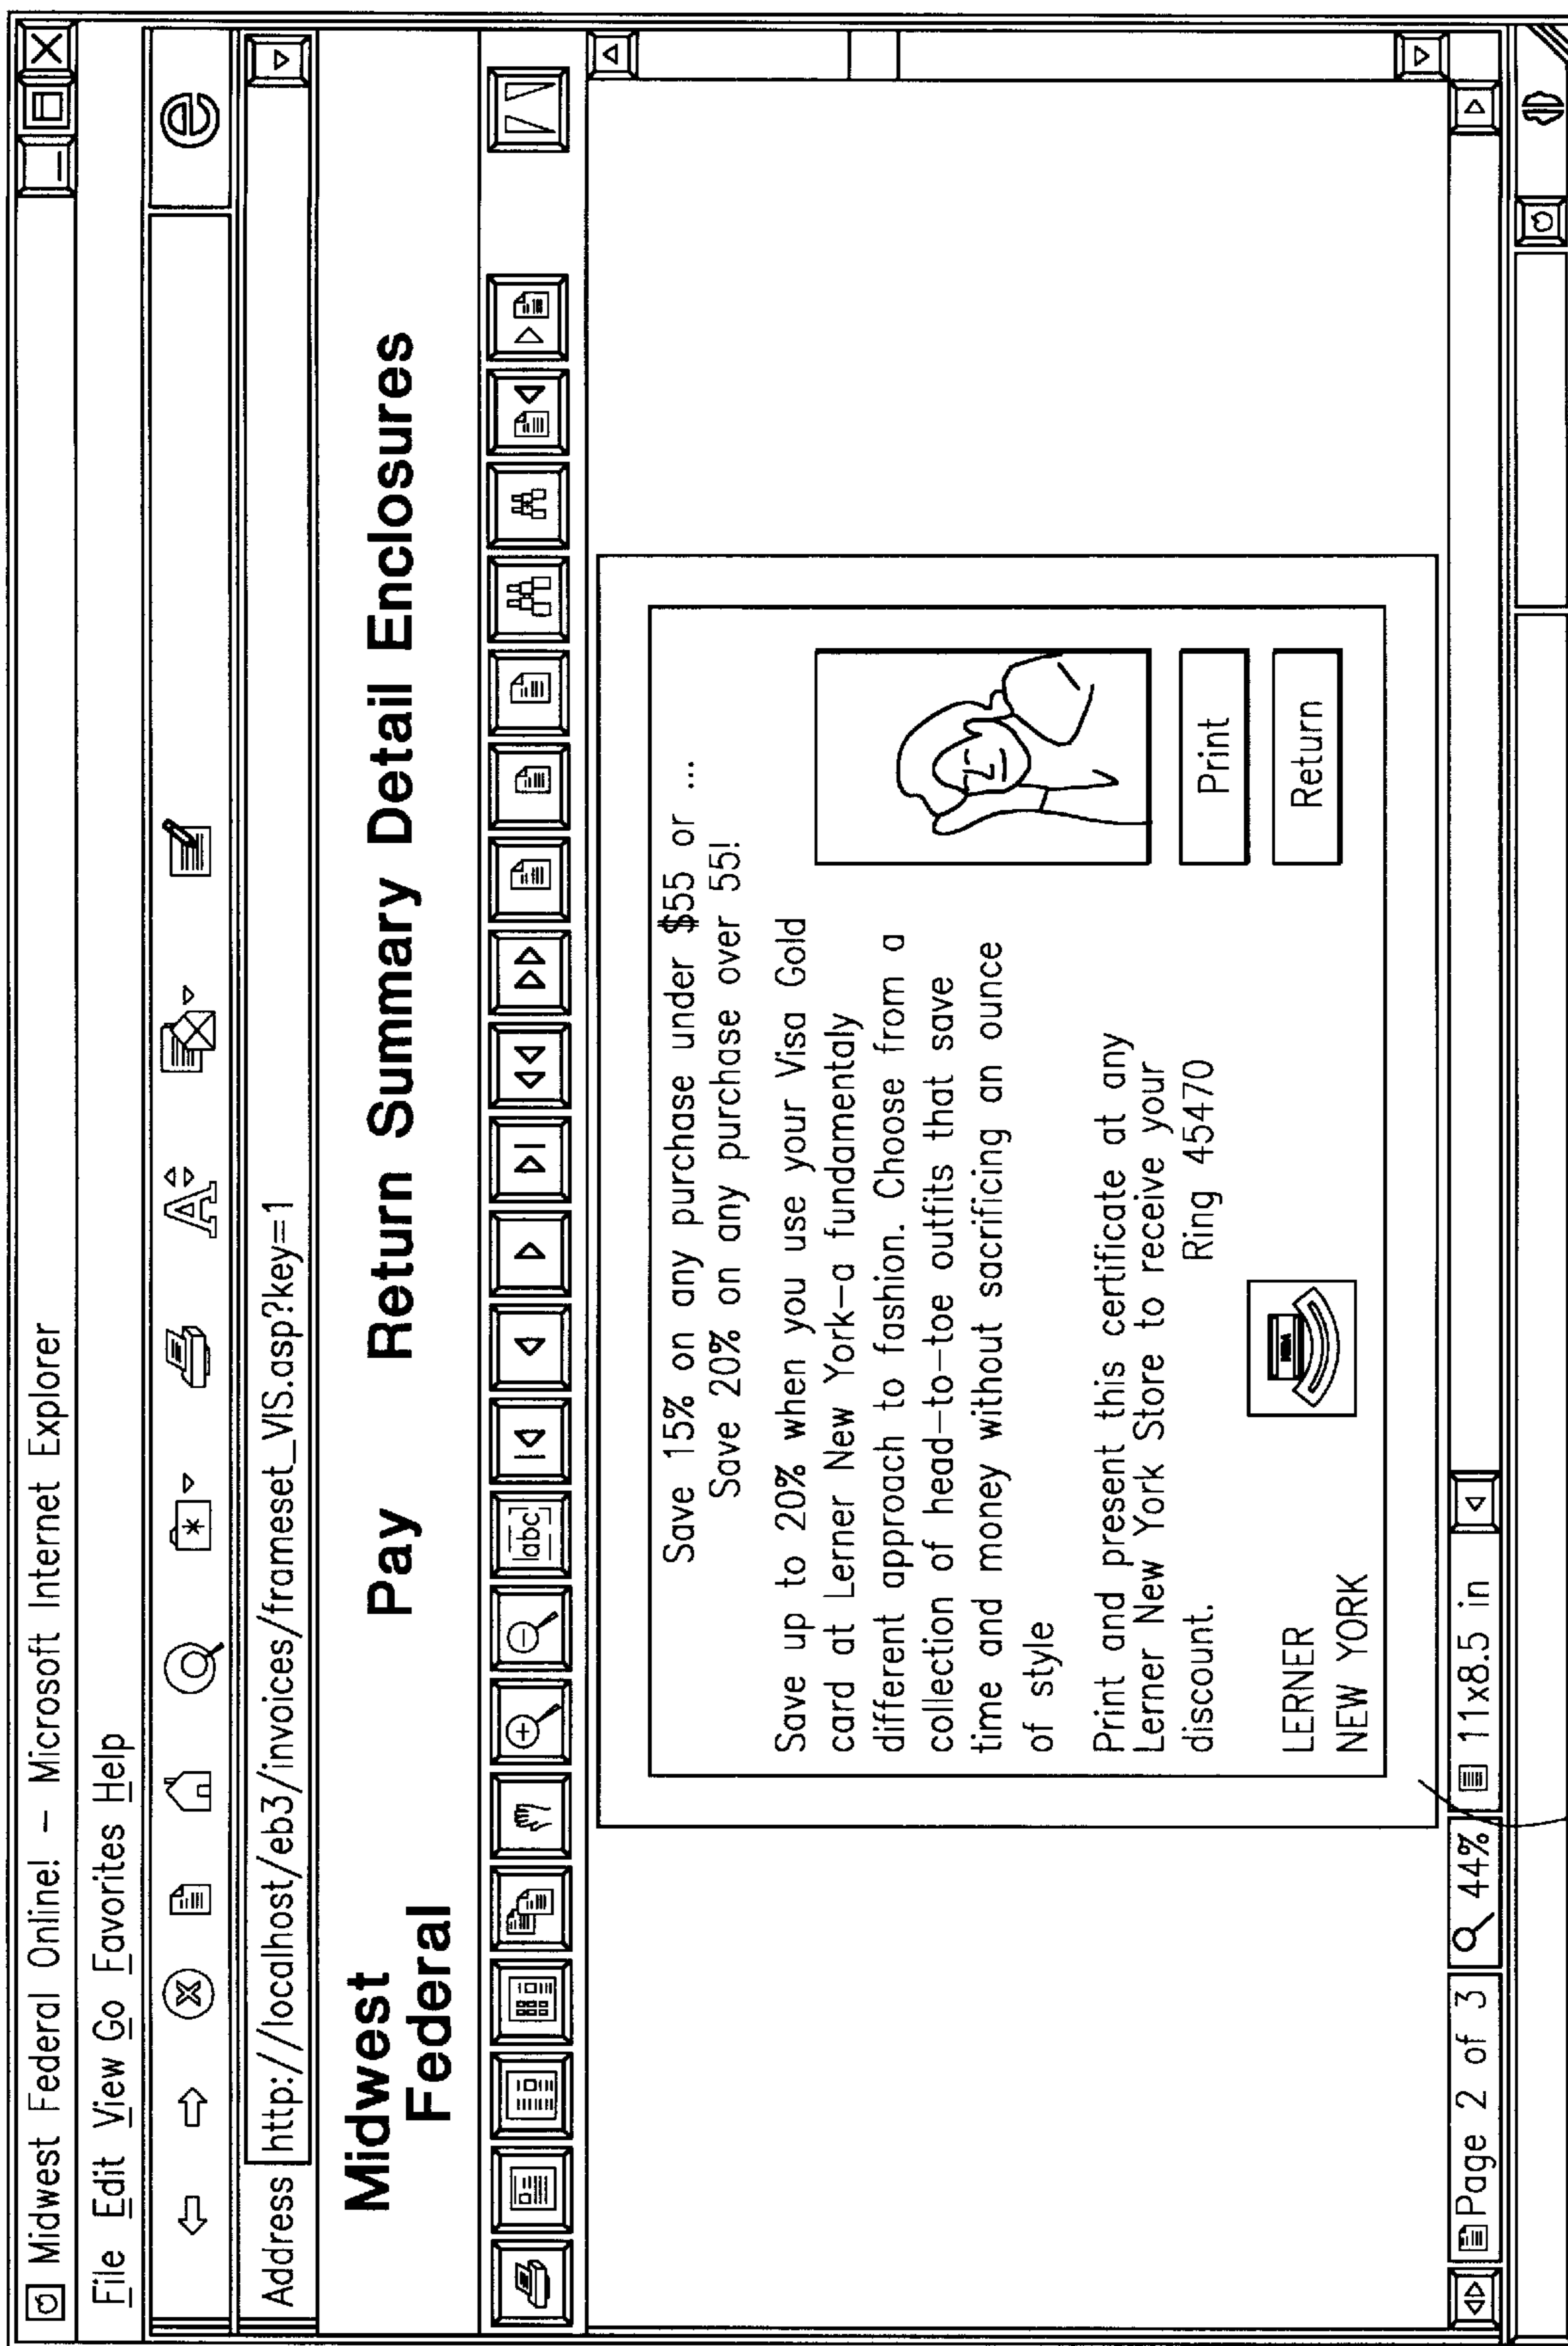 Midwest Federal Online! – Microsoft Internet Explorer
File Edit View Go Favorites Help
Address http://localhost/eb3/invoices/frameset_VIS.asp?key=1
Midwest
Federal
Pay Return Summary Detail Enclosures
abc
Save 15% on any purchase under $55 or ...
Save 20% on any purchase over 55!
Save up to 20% when you use your Visa Gold
card at Lerner New York–a fundamentaly
different approach to fashion. Choose from a
collection of head–to–toe outfits that save
time and money without sacrificing an ounce
of style
Print and present this certificate at any
Lerner New York Store to receive your
discount. Ring 45470
LERNER
NEW YORK
VISA
Print
Return
Page 2 of 3 44% 11x8.5 in